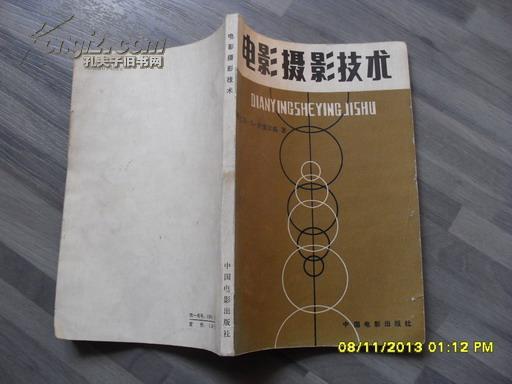 kongfz.com
孔夫子旧书网
电影摄影技术
中国电影出版社
电影摄影技术
DIANYINGSHEYINGJISHU
著
中国电影出版社
08/11/2013 01:12 PM